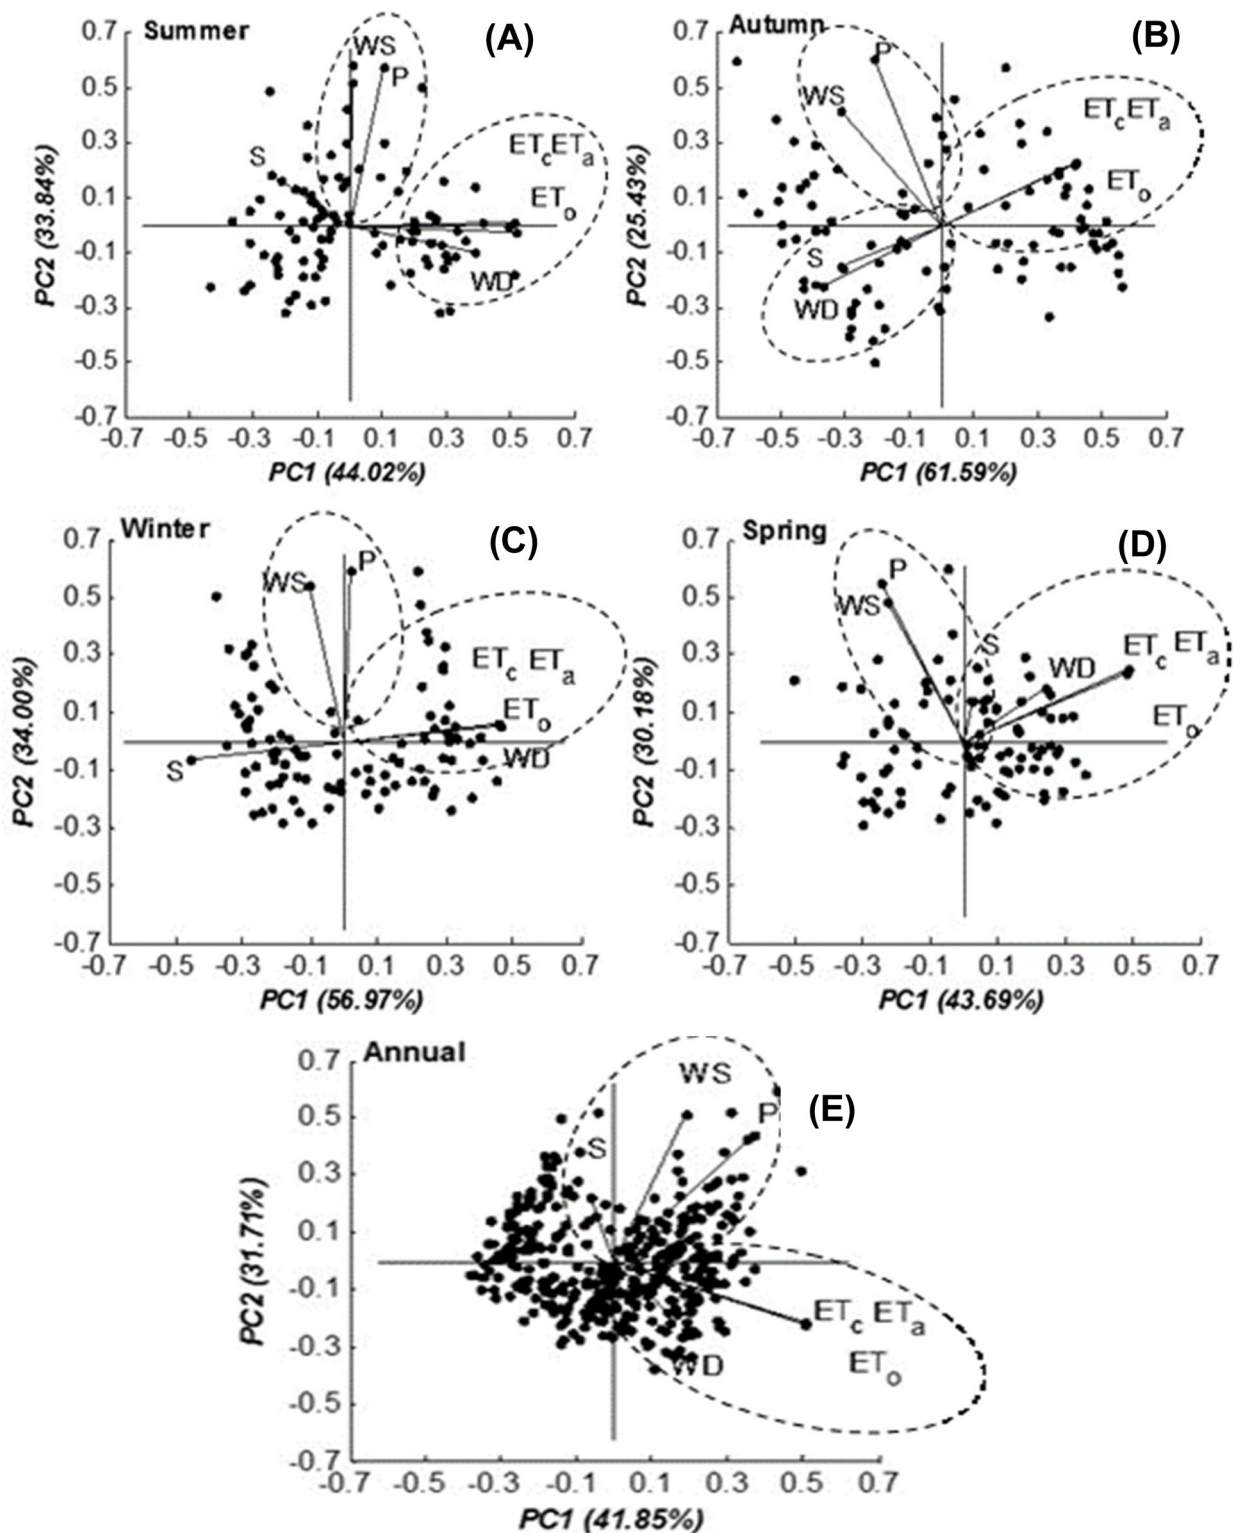 Summer
(A)
0.7
0.5
0.3
0.1
-0.1
-0.3
-0.5
-0.7
PC2 (33.84%)
WS
P
S
ETc ETa
ETo
WD
-0.7 -0.5 -0.3 -0.1 0.1 0.3 0.5 0.7
PC1 (44.02%)
Autumn
(B)
0.7
0.5
0.3
0.1
-0.1
-0.3
-0.5
-0.7
PC2 (25.43%)
P
WS
ETc ETa
ETo
S
WD
-0.7 -0.5 -0.3 -0.1 0.1 0.3 0.5 0.7
PC1 (61.59%)
Winter
(C)
0.7
0.5
0.3
0.1
-0.1
-0.3
-0.5
-0.7
PC2 (34.00%)
WS
P
ETc ETa
ETo
WD
S
-0.7 -0.5 -0.3 -0.1 0.1 0.3 0.5 0.7
PC1 (56.97%)
Spring
(D)
0.7
0.5
0.3
0.1
-0.1
-0.3
-0.5
-0.7
PC2 (30.18%)
P
WS
S
WD
ETc ETa
ETo
-0.7 -0.5 -0.3 -0.1 0.1 0.3 0.5 0.7
PC1 (43.69%)
Annual
(E)
0.7
0.5
0.3
0.1
-0.1
-0.3
-0.5
-0.7
PC2 (31.71%)
WS
P
S
ETc ETa
ETo
WD
-0.7 -0.5 -0.3 -0.1 0.1 0.3 0.5 0.7
PC1 (41.85%)